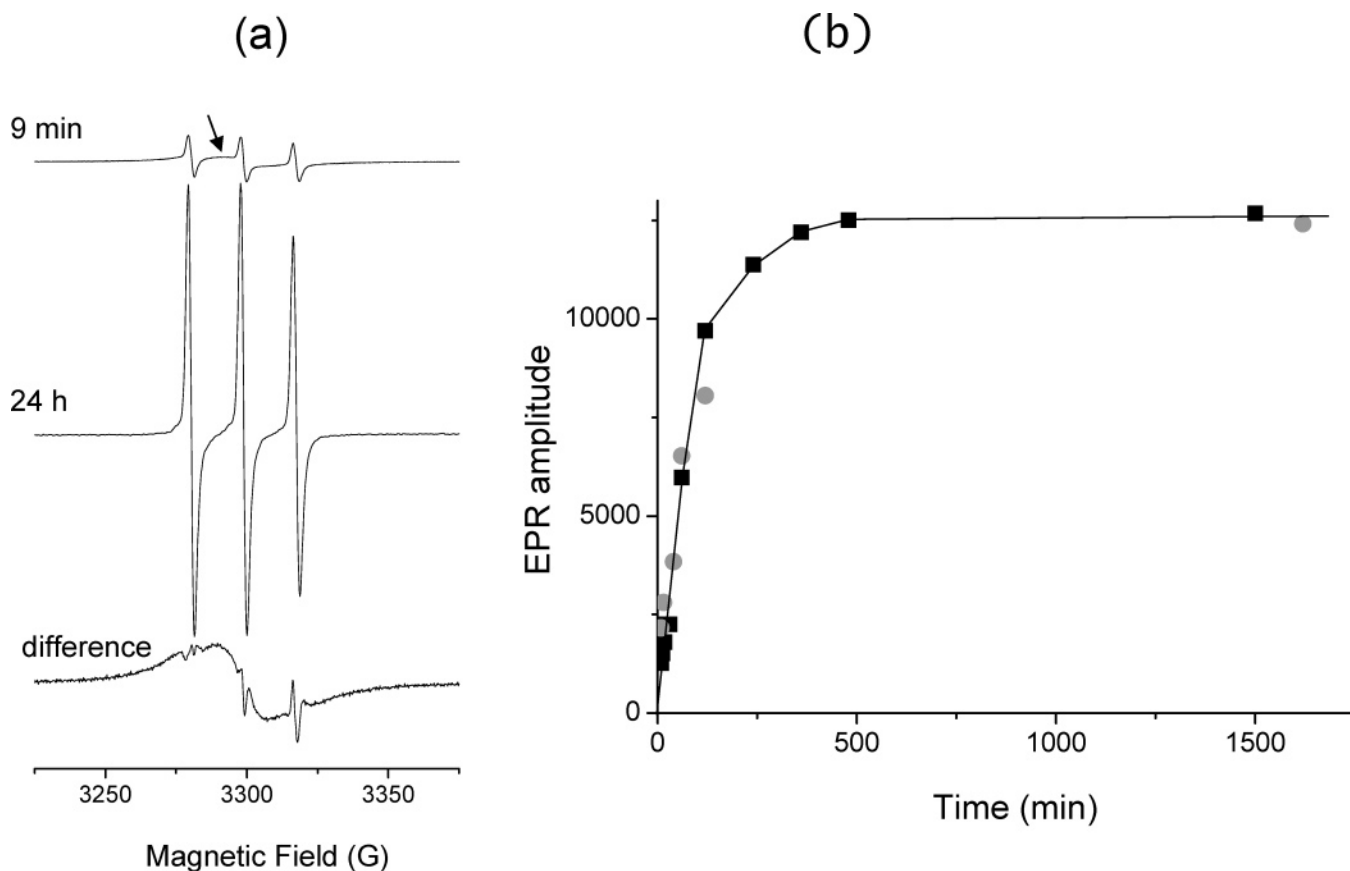 (a)
9 min
24 h
difference
3250 3300 3350
Magnetic Field (G)
(b)
EPR amplitude
10000
5000
0
0 500 1000 1500
Time (min)